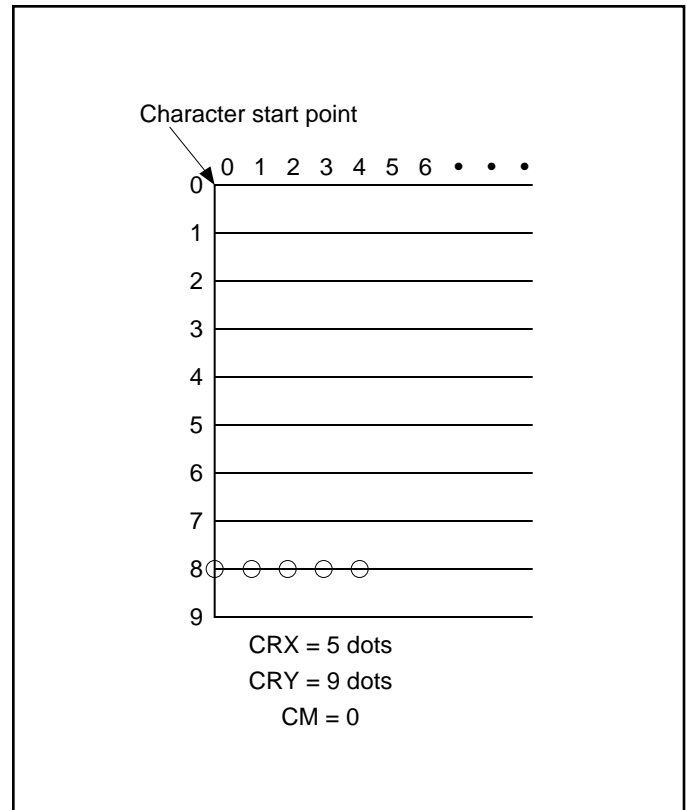 Character start point
0 1 2 3 4 5 6 • • •
0
1
2
3
4
5
6
7
8
9
CRX = 5 dots
CRY = 9 dots
CM = 0